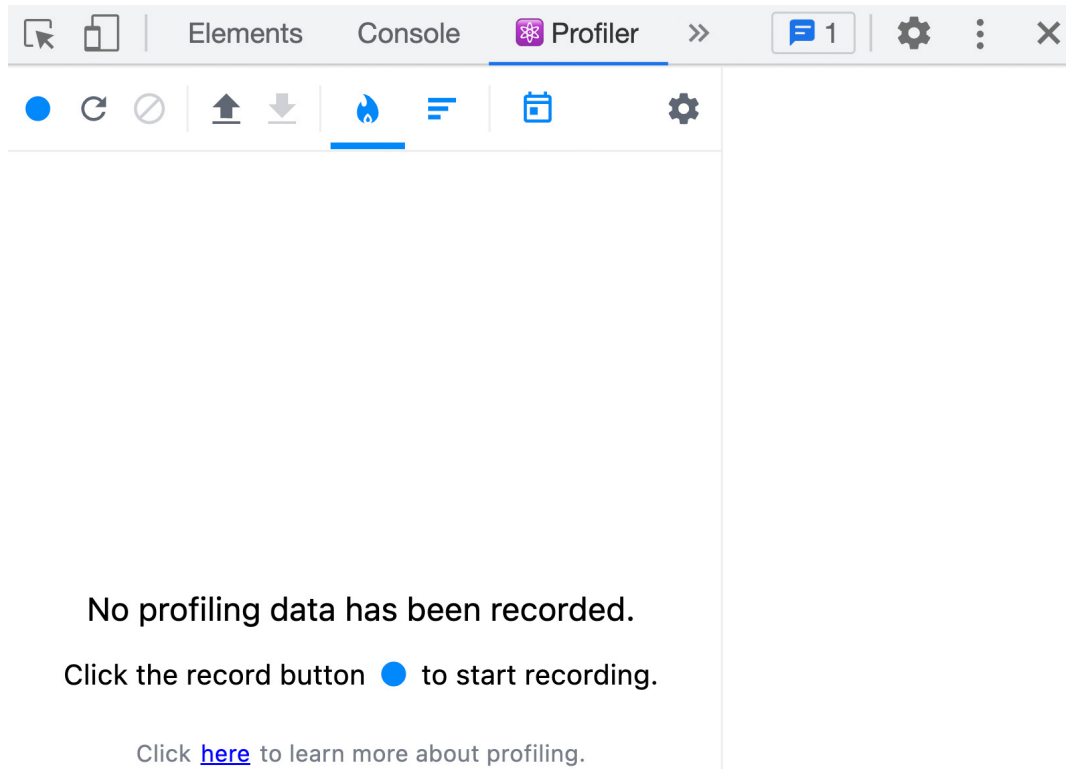 Elements Console Profiler 1
No profiling data has been recorded.
Click the record button to start recording.
Click here to learn more about profiling.